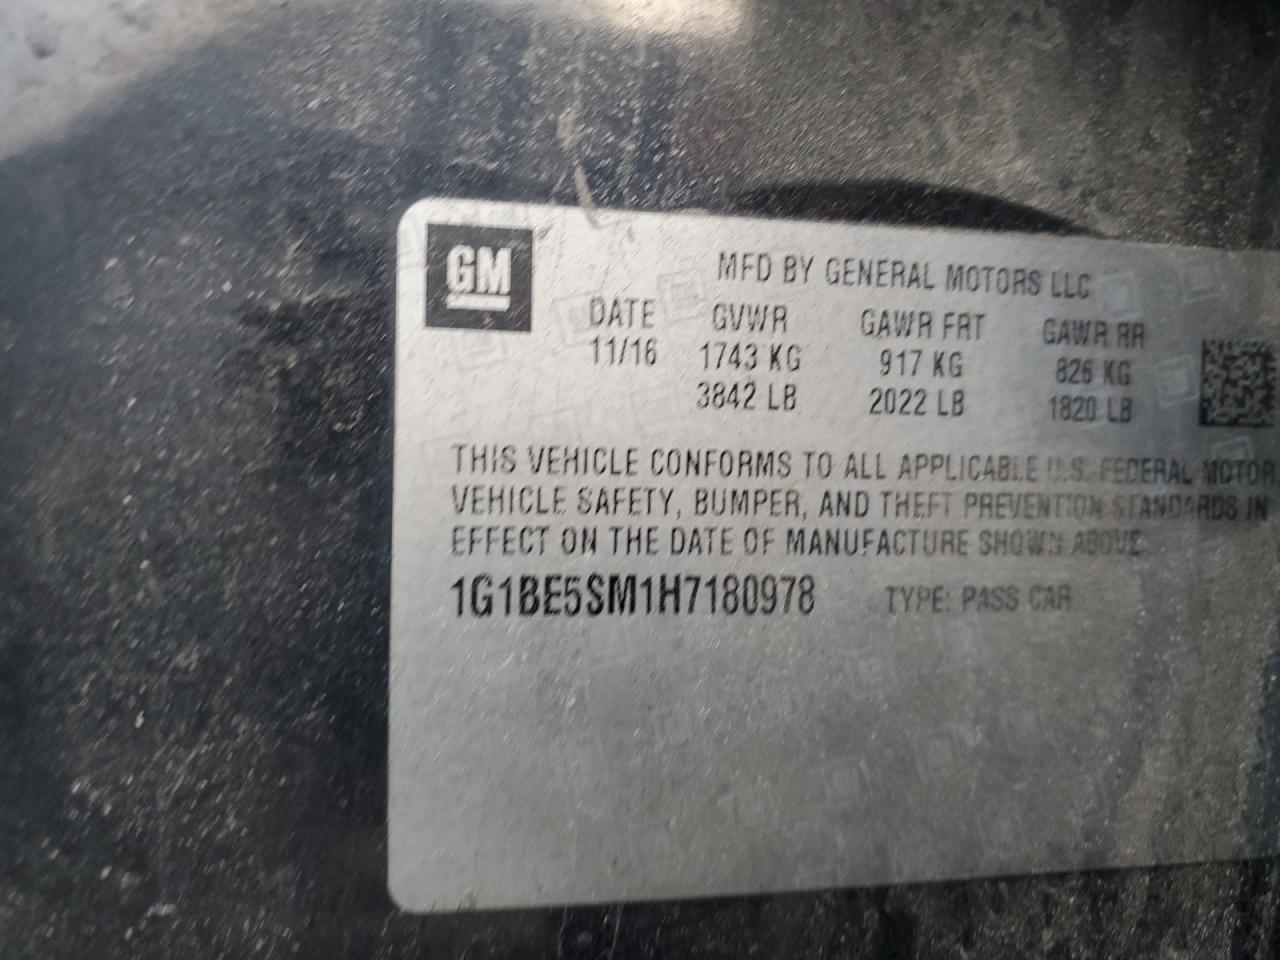 GM
MFD BY GENERAL MOTORS LLC
DATE GVWR GAWR FRT GAWR RR
11/16 1743 KG 917 KG 826 KG
3842 LB 2022 LB 1820 LB
THIS VEHICLE CONFORMS TO ALL APPLICABLE U.S. FEDERAL MOTOR
VEHICLE SAFETY, BUMPER, AND THEFT PREVENTION STANDARDS IN
EFFECT ON THE DATE OF MANUFACTURE SHOWN ABOVE
1G1BE5SM1H7180978 TYPE: PASS CAR